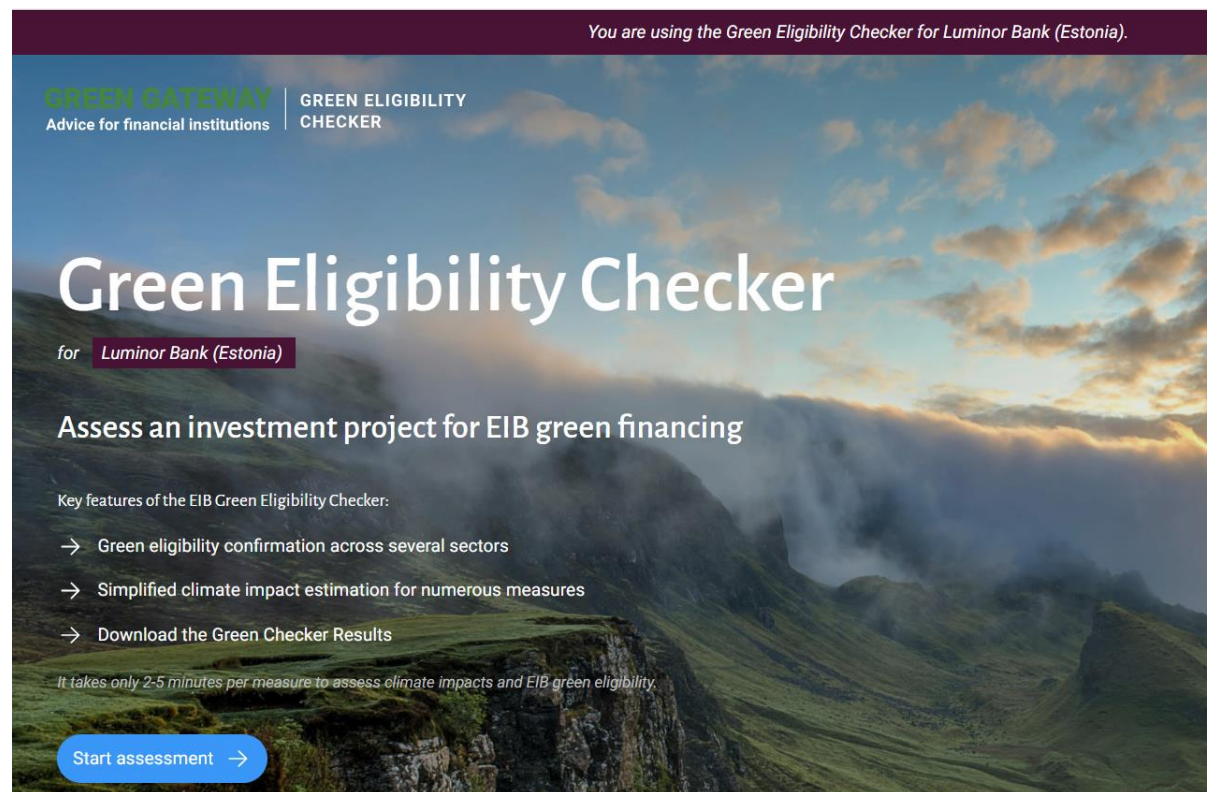 You are using the Green Eligibility Checker for Luminor Bank (Estonia).
GREEN GATEWAY
Advice for financial institutions
GREEN ELIGIBILITY
CHECKER
Green Eligibility Checker
for Luminor Bank (Estonia)
Assess an investment project for EIB green financing
Key features of the EIB Green Eligibility Checker:
→ Green eligibility confirmation across several sectors
→ Simplified climate impact estimation for numerous measures
→ Download the Green Checker Results
It takes only 2-5 minutes per measure to assess climate impacts and EIB green eligibility.
Start assessment →